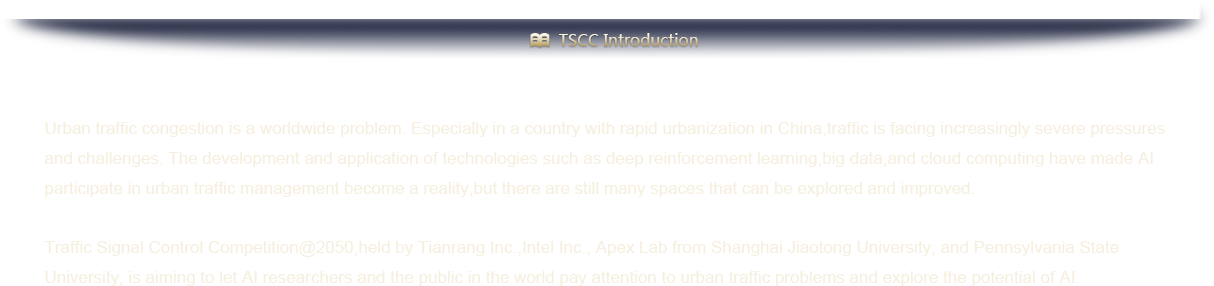 TSCC Introduction
Urban traffic congestion is a worldwide problem. Especially in a country with rapid urbanization in China,traffic is facing increasingly severe pressures
and challenges. The development and application of technologies such as deep reinforcement learning,big data,and cloud computing have made AI
participate in urban traffic management become a reality,but there are still many spaces that can be explored and improved.
Traffic Signal Control Competition@2050,held by Tianrang Inc.,Intel Inc., Apex Lab from Shanghai Jiaotong University, and Pennsylvania State
University, is aiming to let AI researchers and the public in the world pay attention to urban traffic problems and explore the potential of AI.